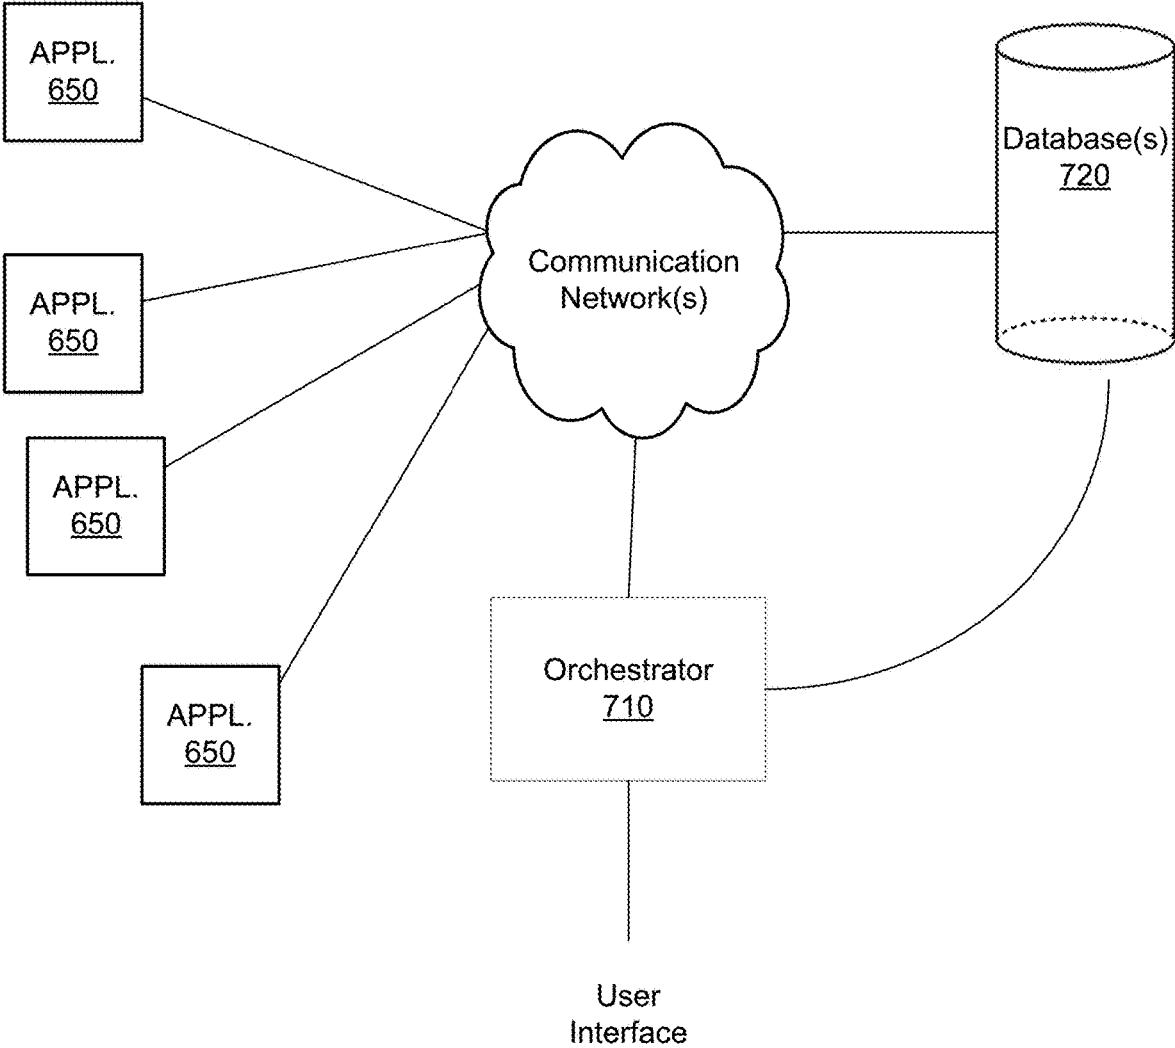 APPL.
650
Database(s)
720
Communication
Network(s)
APPL.
650
APPL.
650
Orchestrator
710
APPL.
650
User
Interface